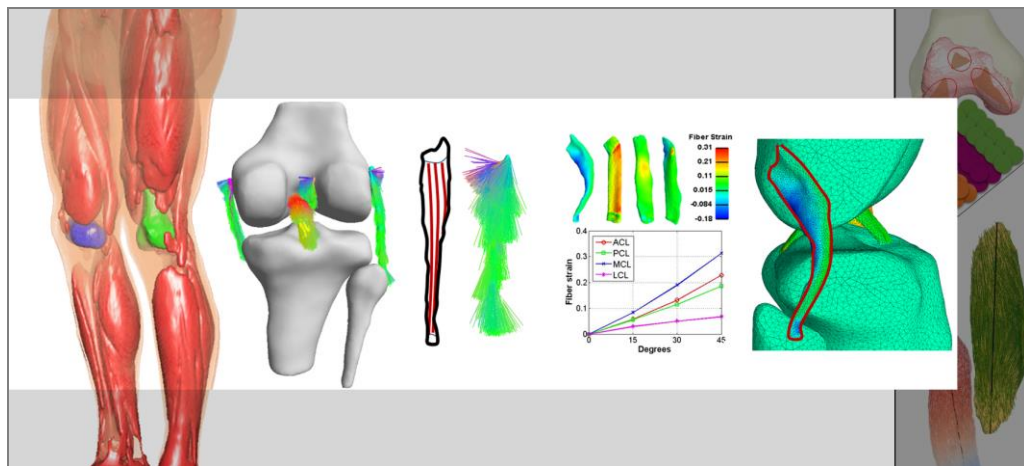 Fiber Strain
0.31
0.21
0.11
0.015
-0.084
-0.18
0.4
0.3
0.2
0.1
0
Fiber strain
ACL
PCL
MCL
LCL
0 15 30 45
Degrees